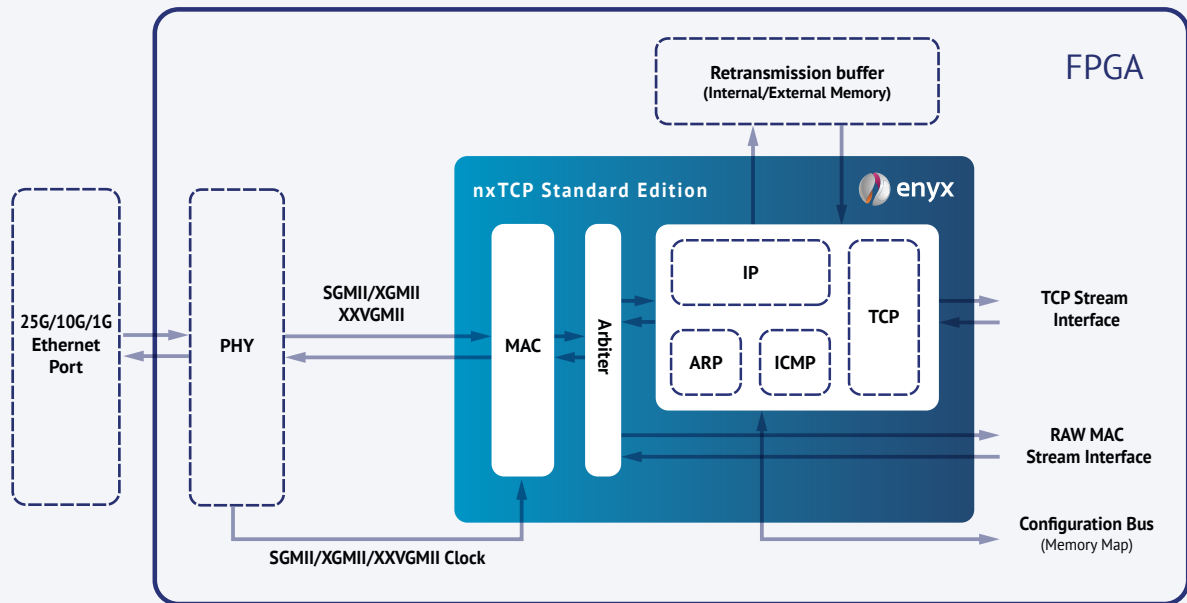 FPGA
Retransmission buffer
(Internal/External Memory)
nxTCP Standard Edition
enyx
25G/10G/1G
Ethernet
Port
PHY
SGMII/XGMII
XXVGMII
MAC
Arbiter
IP
ARP
ICMP
TCP
TCP Stream
Interface
RAW MAC
Stream Interface
Configuration Bus
(Memory Map)
SGMII/XGMII/XXVGMII Clock